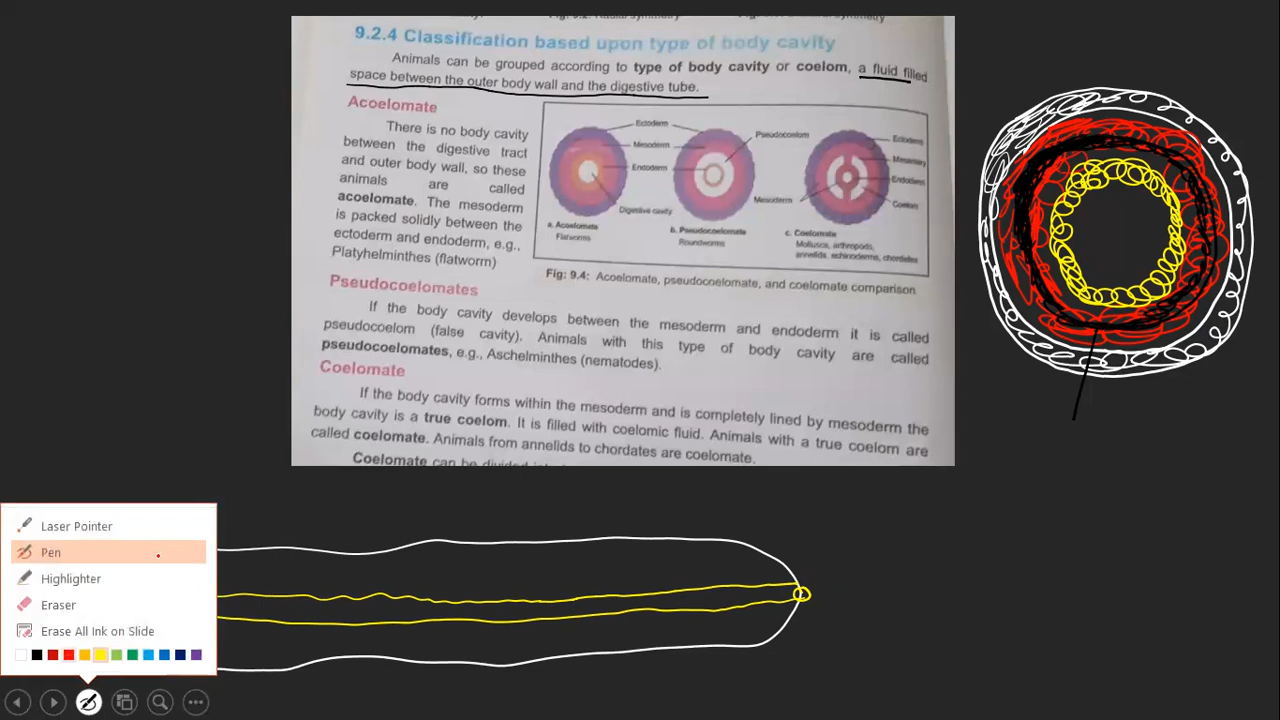 Fig. 9.2: Radial symmetry
9.2.4 Classification based upon type of body cavity
Animals can be grouped according to type of body cavity or coelom, a fluid filled
space between the outer body wall and the digestive tube.
Acoelomate
There is no body cavity
between the digestive tract
and outer body wall, so these
animals are called
acoelomate. The mesoderm
is packed solidly between the
ectoderm and endoderm, e.g.,
Platyhelminthes (flatworm)
Ectoderm
Mesoderm
Endoderm
Digestive cavity
a. Acoelomate
Flatworms
Pseudocoelom
b. Pseudocoelomate
Roundworms
Mesoderm
Ectoderm
Mesentery
Endoderm
Coelom
c. Coelomate
Molluscs, arthropods,
annelids, echinoderms, chordates
Fig: 9.4: Acoelomate, pseudocoelomate, and coelomate comparison
Pseudocoelomates
If the body cavity develops between the mesoderm and endoderm it is called
pseudocoelom (false cavity). Animals with this type of body cavity are called
pseudocoelomates, e.g., Aschelminthes (nematodes).
Coelomate
If the body cavity forms within the mesoderm and is completely lined by mesoderm the
body cavity is a true coelom. It is filled with coelomic fluid. Animals with a true coelom are
called coelomate. Animals from annelids to chordates are coelomate.
Coelomate can be divided
Laser Pointer
Pen
Highlighter
Eraser
Erase All Ink on Slide